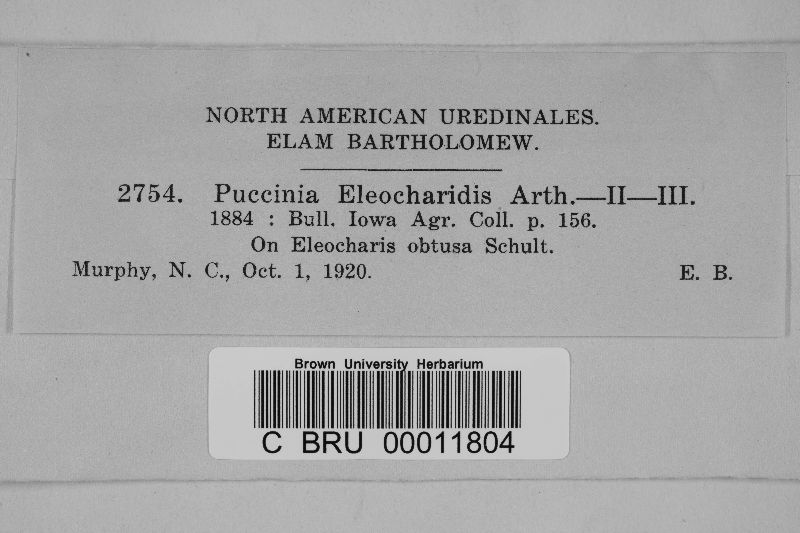 NORTH AMERICAN UREDINALES.
ELAM BARTHOLOMEW.
2754. Puccinia Eleocharidis Arth.—II—III.
1884 : Bull. Iowa Agr. Coll. p. 156.
On Eleocharis obtusa Schult.
Murphy, N. C., Oct. 1, 1920. E. B.
Brown University Herbarium
C BRU 00011804